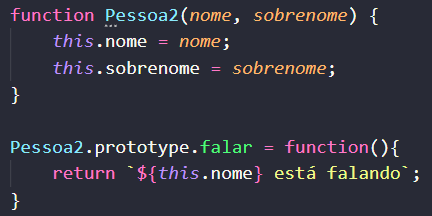 function Pessoa2(nome, sobrenome) {
    this.nome = nome;
    this.sobrenome = sobrenome;
}

Pessoa2.prototype.falar = function(){
    return `${this.nome} está falando`;
}